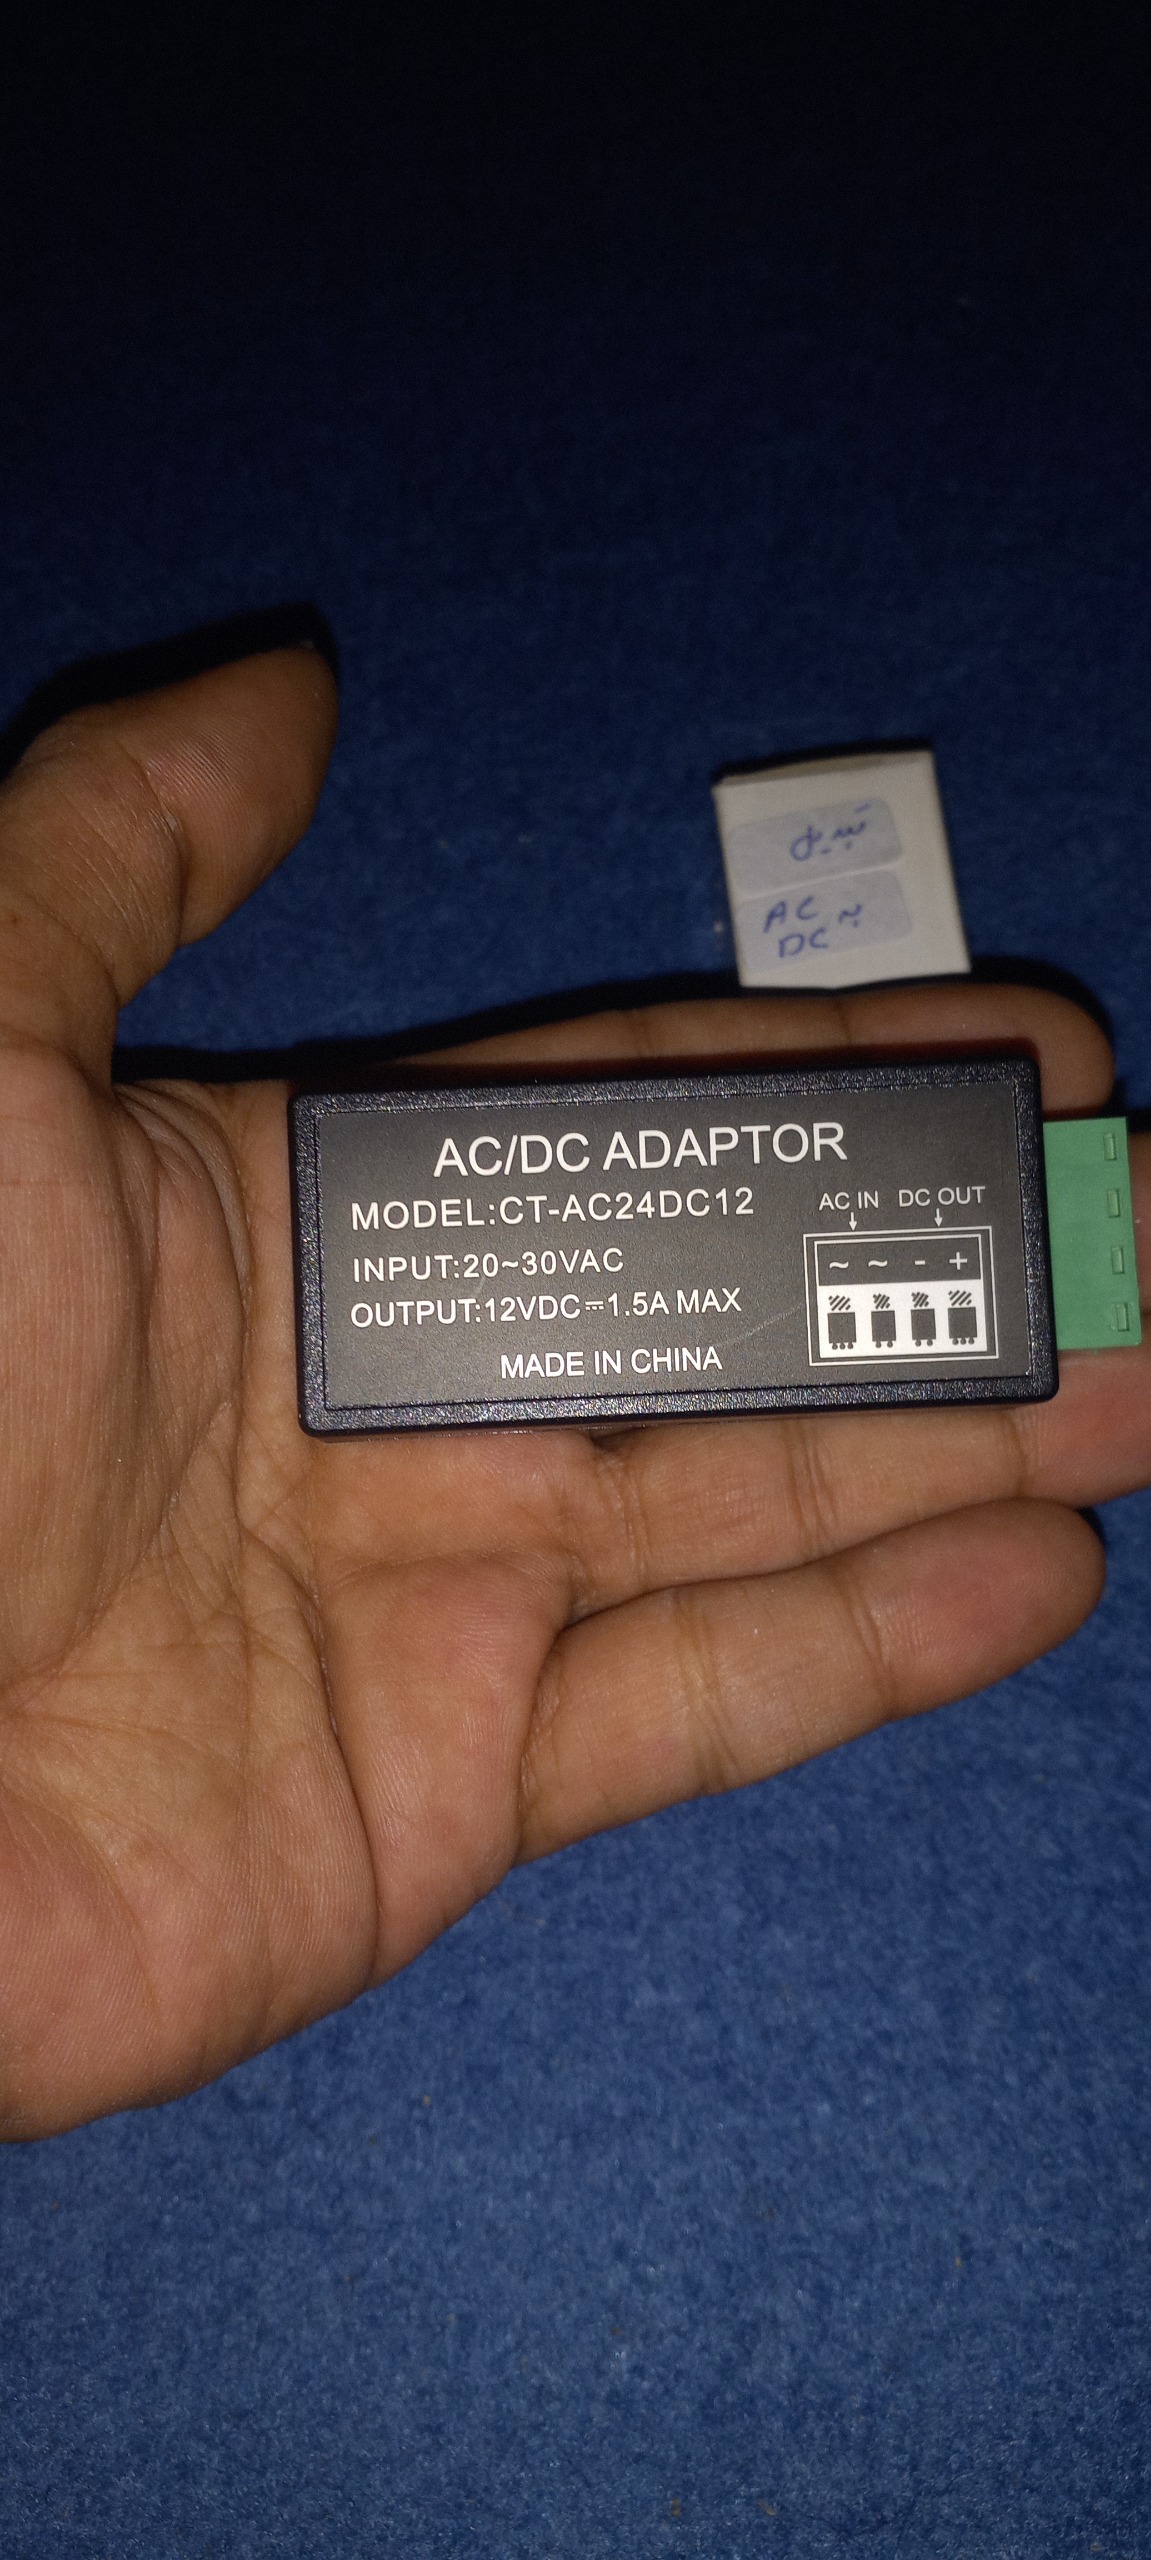 تبدیل
AC به
DC
AC/DC ADAPTOR
MODEL:CT-AC24DC12
INPUT:20~30VAC
OUTPUT:12VDC⎓1.5A MAX
MADE IN CHINA
AC IN DC OUT
~ ~ - +